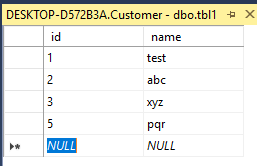 DESKTOP-D572B3A.Customer - dbo.tbl1
id name
1 test
2 abc
3 xyz
5 pqr
NULL NULL